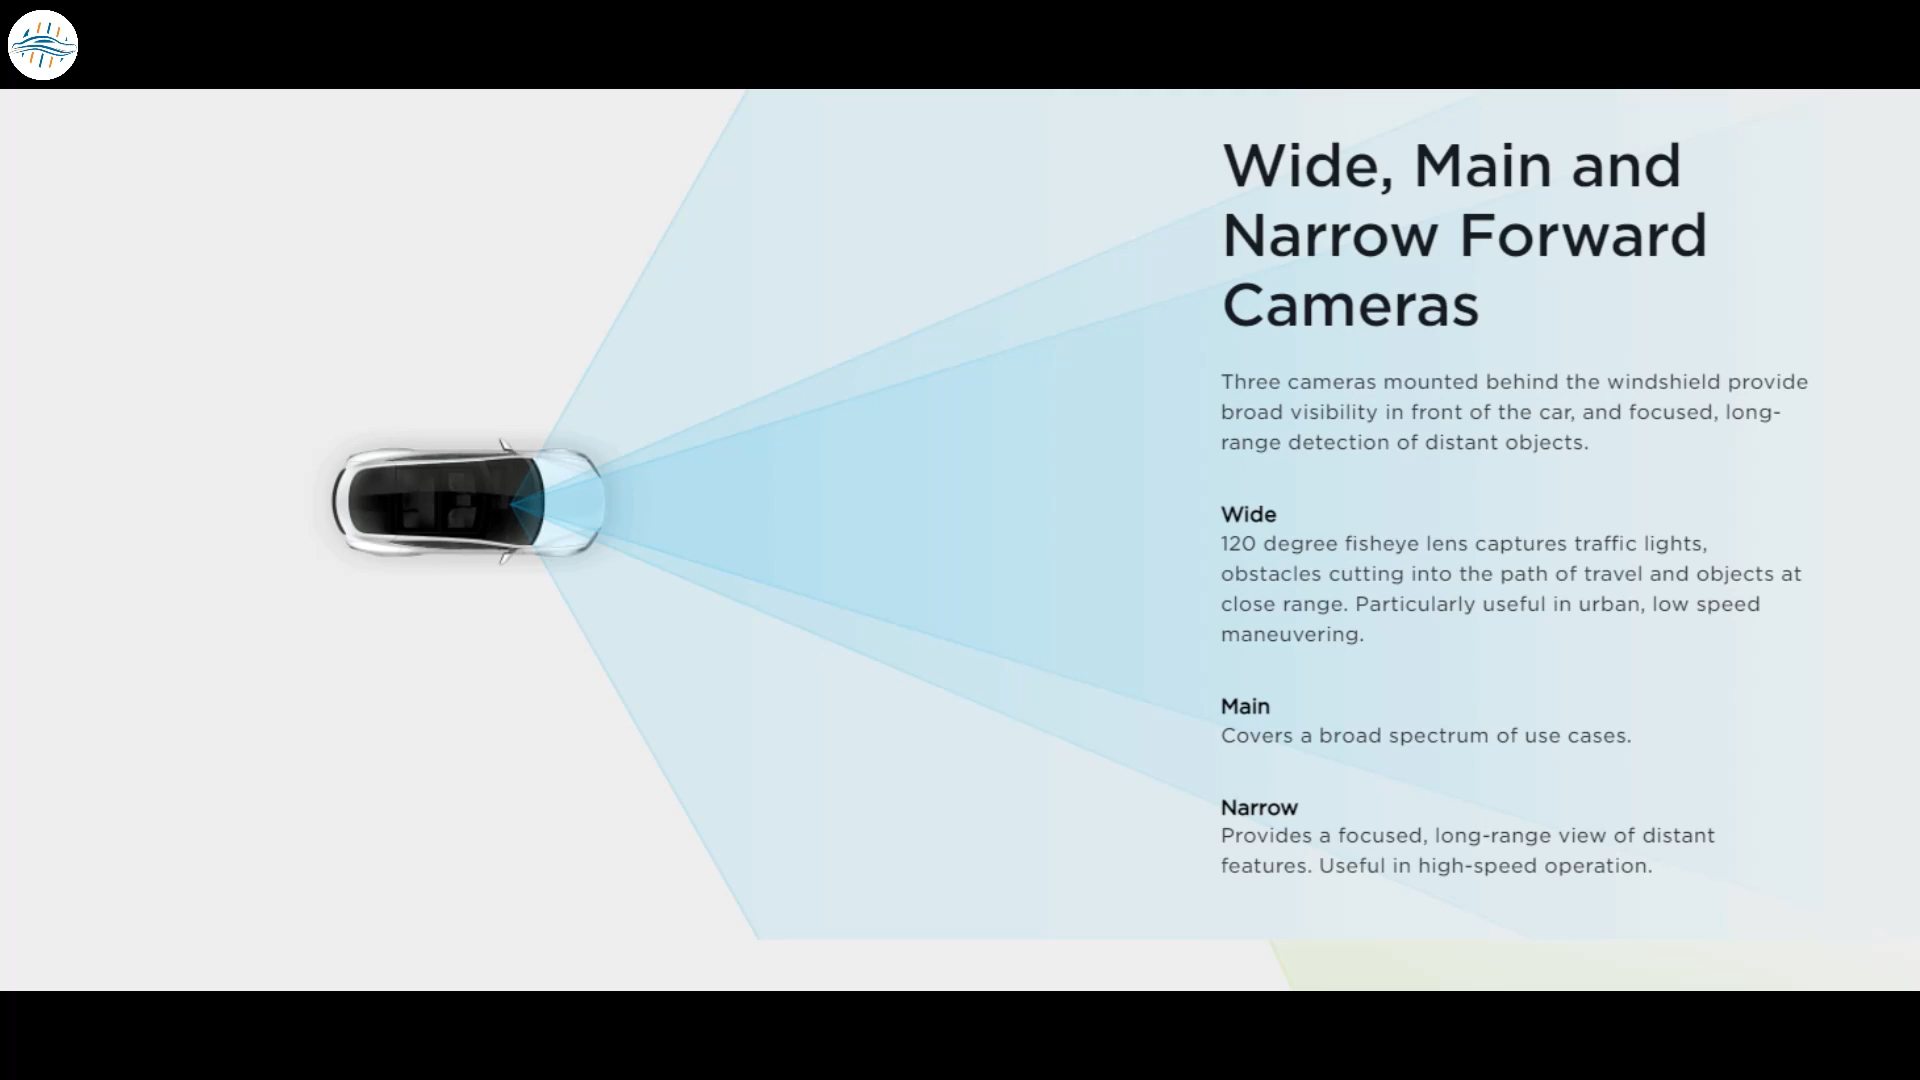 Wide, Main and
Narrow Forward
Cameras
Three cameras mounted behind the windshield provide
broad visibility in front of the car, and focused, long-
range detection of distant objects.
Wide
120 degree fisheye lens captures traffic lights,
obstacles cutting into the path of travel and objects at
close range. Particularly useful in urban, low speed
maneuvering.
Main
Covers a broad spectrum of use cases.
Narrow
Provides a focused, long-range view of distant
features. Useful in high-speed operation.